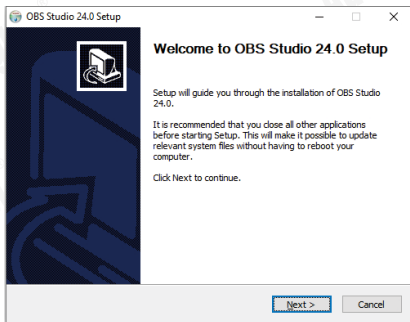 OBS Studio 24.0 Setup
Welcome to OBS Studio 24.0 Setup
Setup will guide you through the installation of OBS Studio
24.0.
It is recommended that you close all other applications
before starting Setup. This will make it possible to update
relevant system files without having to reboot your
computer.
Click Next to continue.
Next >
Cancel